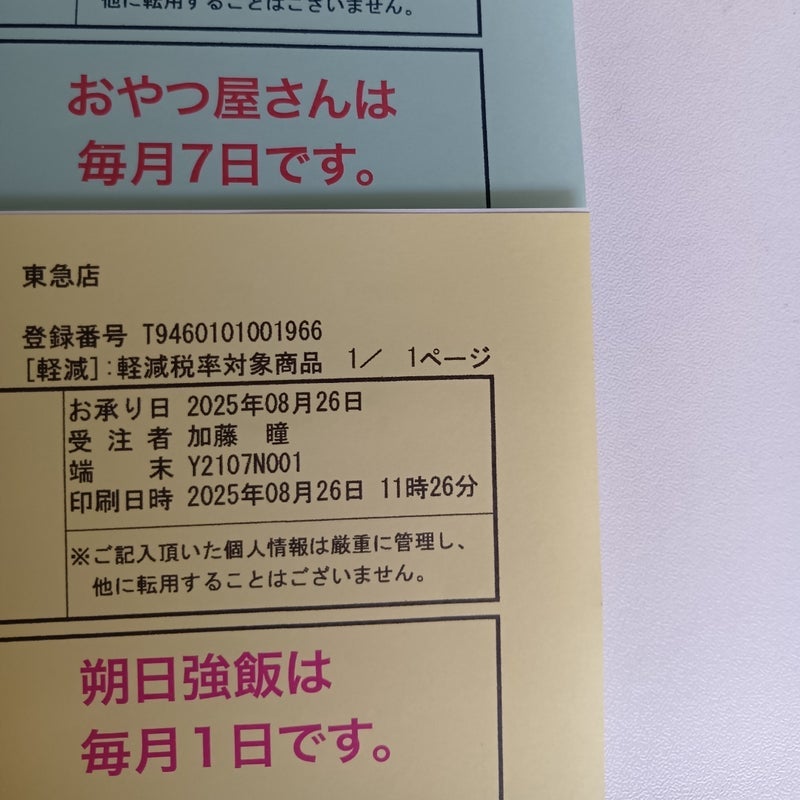 他に転用することはございません。
おやつ屋さんは
毎月7日です。
東急店
登録番号 T9460101001966
[軽減]:軽減税率対象商品 1/ 1ページ
お承り日 2025年08月26日
受注者 加藤 瞳
端末 Y2107N001
印刷日時 2025年08月26日 11時26分
※ご記入頂いた個人情報は厳重に管理し、
他に転用することはございません。
朔日強飯は
毎月1日です。